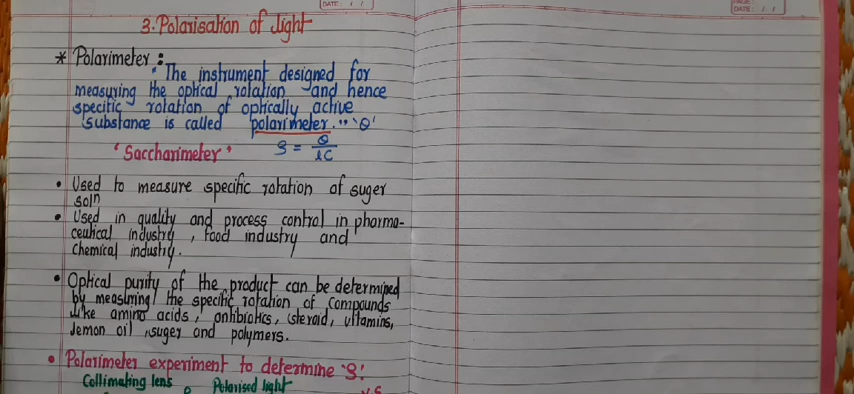 DATE: / /
DATE: / /
3. Polarisation of light
* Polarimeter :
" The instrument designed for
measuring the optical rotation and hence
specific rotation of optically active
substance is called polarimeter." 'θ'
'Saccharimeter' S = θ/lC
• Used to measure specific rotation of suger
soln
• Used in quality and process control in pharma-
ceutical industry , food industry and
chemical industry.
• Optical purity of the product can be determined
by measuring the specific rotation of compounds
like amino acids, antibiotics, steroid, vitamins,
lemon oil , suger and polymers.
• Polarimeter experiment to determine 'S'.
Collimating lens Polarised light